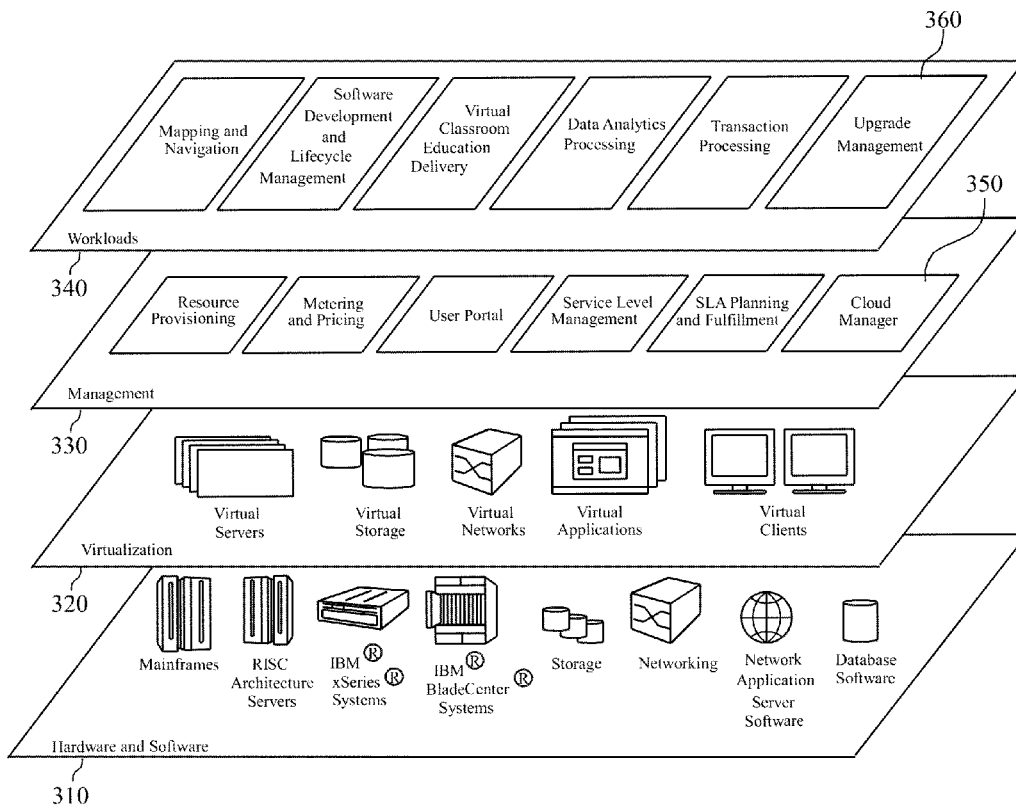 360
Mapping and
Navigation
Software
Development
and
Lifecycle
Management
Virtual
Classroom
Education
Delivery
Data Analytics
Processing
Transaction
Processing
Upgrade
Management
Workloads
340
350
Resource
Provisioning
Metering
and Pricing
User Portal
Service Level
Management
SLA Planning
and Fulfillment
Cloud
Manager
Management
330
Virtual
Servers
Virtual
Storage
Virtual
Networks
Virtual
Applications
Virtual
Clients
Virtualization
320
Mainframes
RISC
Architecture
Servers
IBM ®
xSeries ®
Systems
IBM ®
BladeCenter ®
Systems
Storage
Networking
Network
Application
Server
Software
Database
Software
Hardware and Software
310